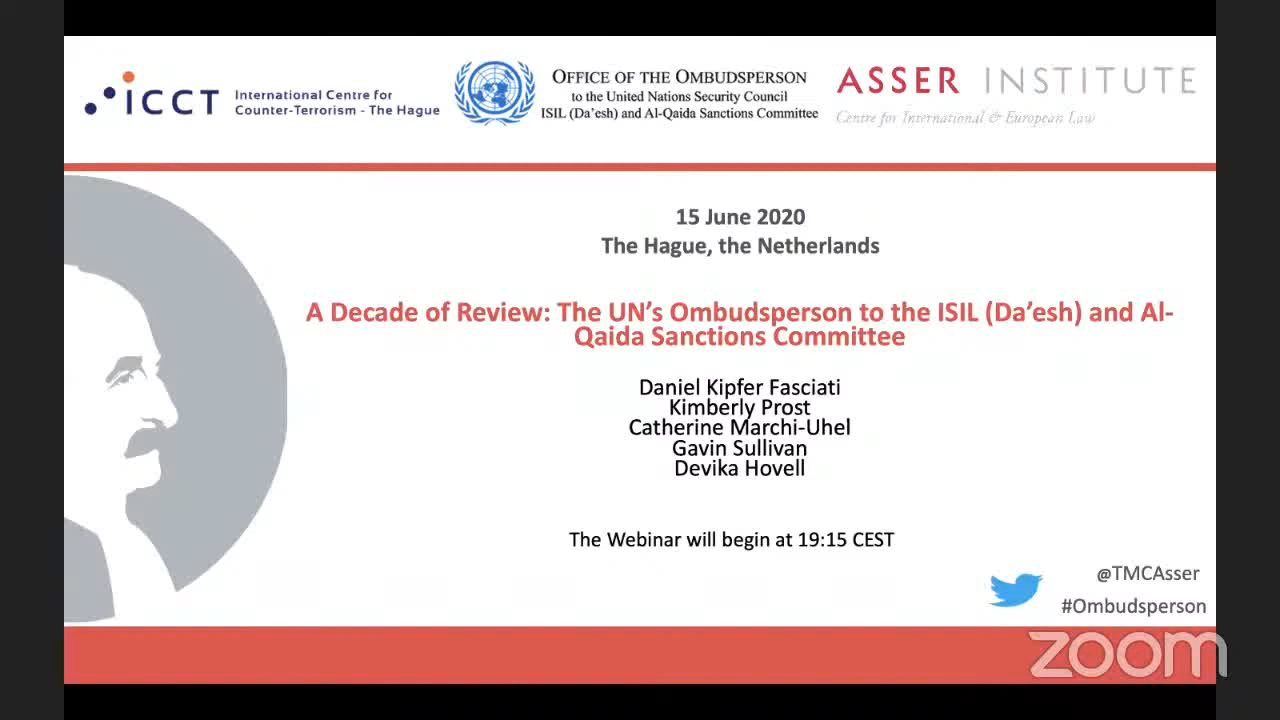 ICCT
International Centre for
Counter-Terrorism - The Hague
OFFICE OF THE OMBUDSPERSON
to the United Nations Security Council
ISIL (Da'esh) and Al-Qaida Sanctions Committee
ASSER INSTITUTE
Centre for International & European Law
15 June 2020
The Hague, the Netherlands
A Decade of Review: The UN's Ombudsperson to the ISIL (Da'esh) and Al-
Qaida Sanctions Committee
Daniel Kipfer Fasciati
Kimberly Prost
Catherine Marchi-Uhel
Gavin Sullivan
Devika Hovell
The Webinar will begin at 19:15 CEST
@TMCAsser
#Ombudsperson
zoom